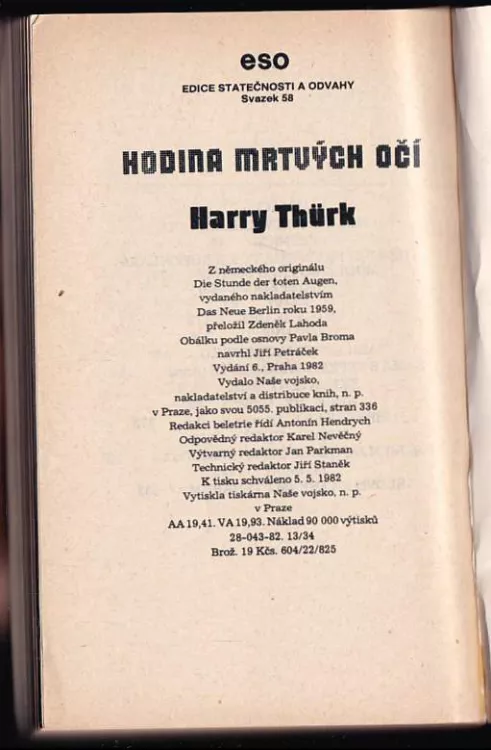 eso
EDICE STATEČNOSTI A ODVAHY
Svazek 58
HODINA MRTVÝCH OČÍ
Harry Thürk
Z německého originálu
Die Stunde der toten Augen,
vydaného nakladatelstvím
Das Neue Berlin roku 1959,
přeložil Zdeněk Lahoda
Obálku podle osnovy Pavla Broma
navrhl Jiří Petráček
Vydání 6., Praha 1982
Vydalo Naše vojsko,
nakladatelství a distribuce knih, n. p.
v Praze, jako svou 5055. publikaci, stran 336
Redakci beletrie řídí Antonín Hendrych
Odpovědný redaktor Karel Nevěčný
Výtvarný redaktor Jan Parkman
Technický redaktor Jiří Staněk
K tisku schváleno 5. 5. 1982
Vytiskla tiskárna Naše vojsko, n. p.
v Praze
AA 19,41. VA 19,93. Náklad 90 000 výtisků
28-043-82. 13/34
Brož. 19 Kčs. 604/22/825